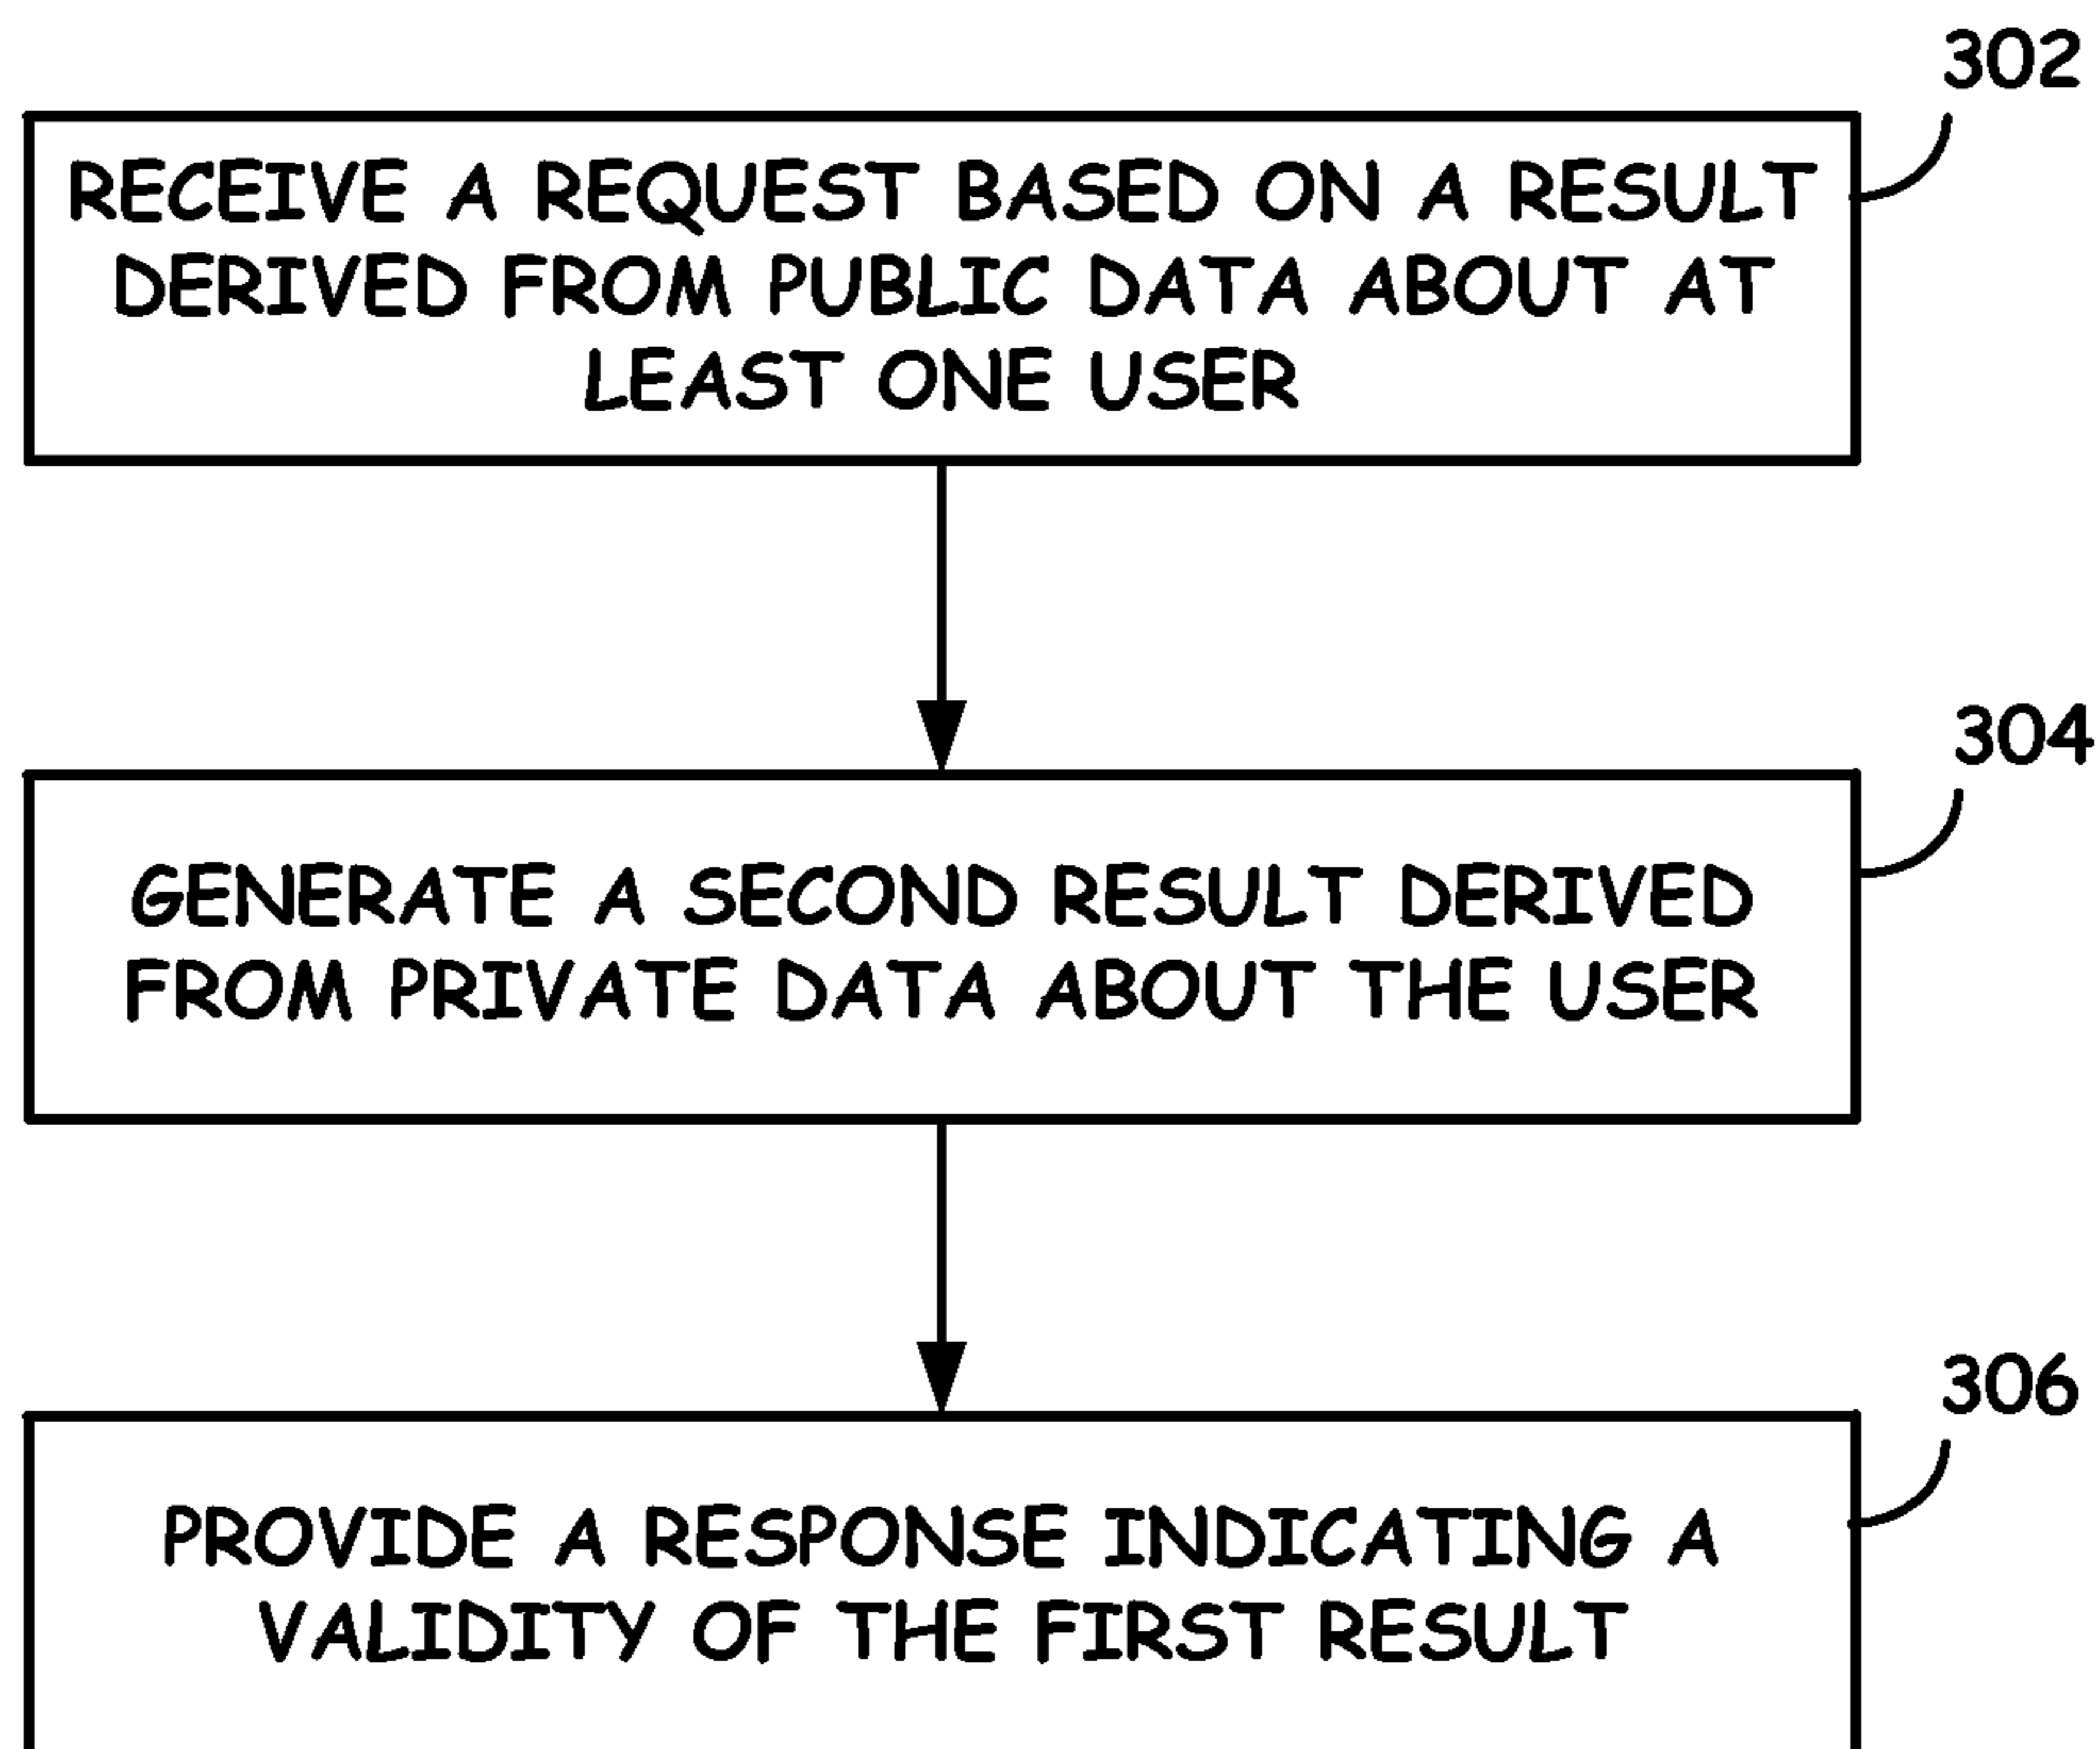 302
RECEIVE A REQUEST BASED ON A RESULT
DERIVED FROM PUBLIC DATA ABOUT AT
LEAST ONE USER
304
GENERATE A SECOND RESULT DERIVED
FROM PRIVATE DATA ABOUT THE USER
306
PROVIDE A RESPONSE INDICATING A
VALIDITY OF THE FIRST RESULT